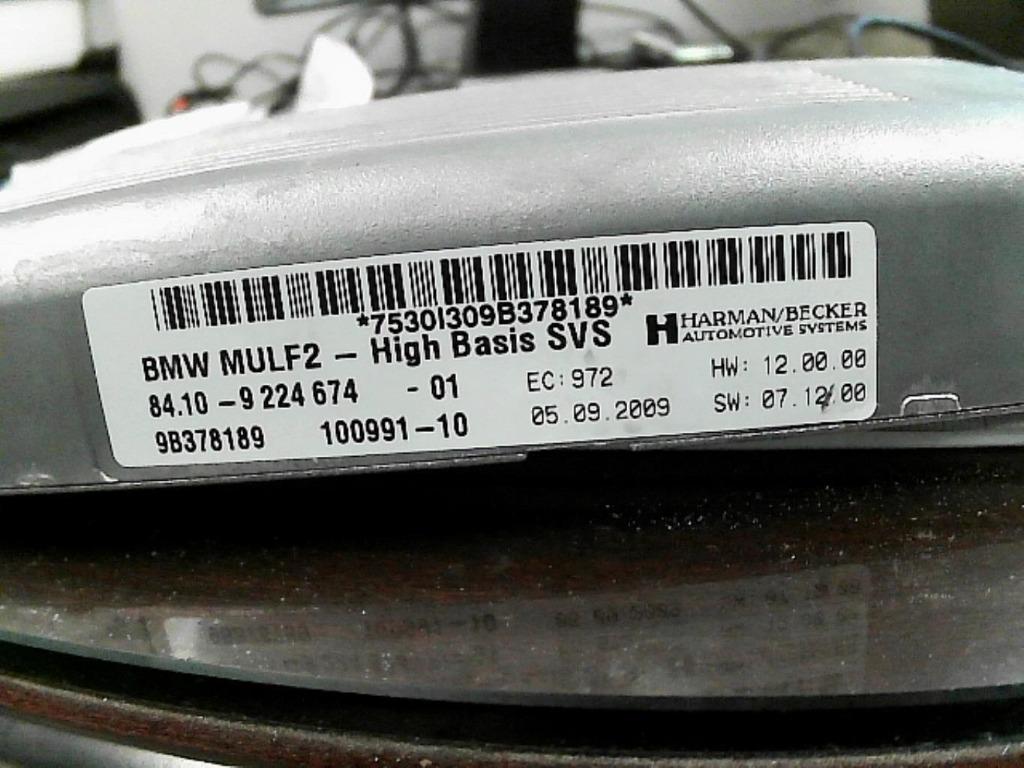 *7530I309B378189*
BMW MULF2 – High Basis SVS
H HARMAN/BECKER
AUTOMOTIVE SYSTEMS
84.10 – 9 224 674 - 01 EC: 972 HW: 12.00.00
9B378189 100991–10 05.09.2009 SW: 07.12.00